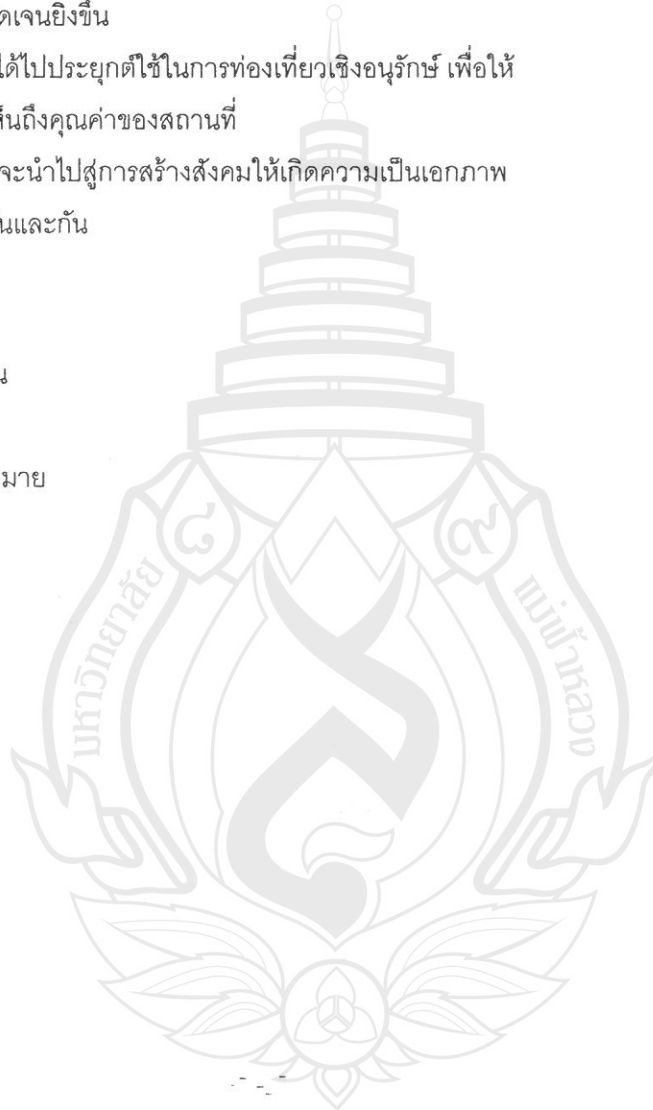 ดเจนยิ่งขึ้น
ได้ไปประยุกต์ใช้ในการท่องเที่ยวเชิงอนุรักษ์ เพื่อให้
ห็นถึงคุณค่าของสถานที่
จะนำไปสู่การสร้างสังคมให้เกิดความเป็นเอกภาพ
นและกัน
น
มาย
๘ ๙
มหาวิทยาลัย แม่ฟ้าหลวง